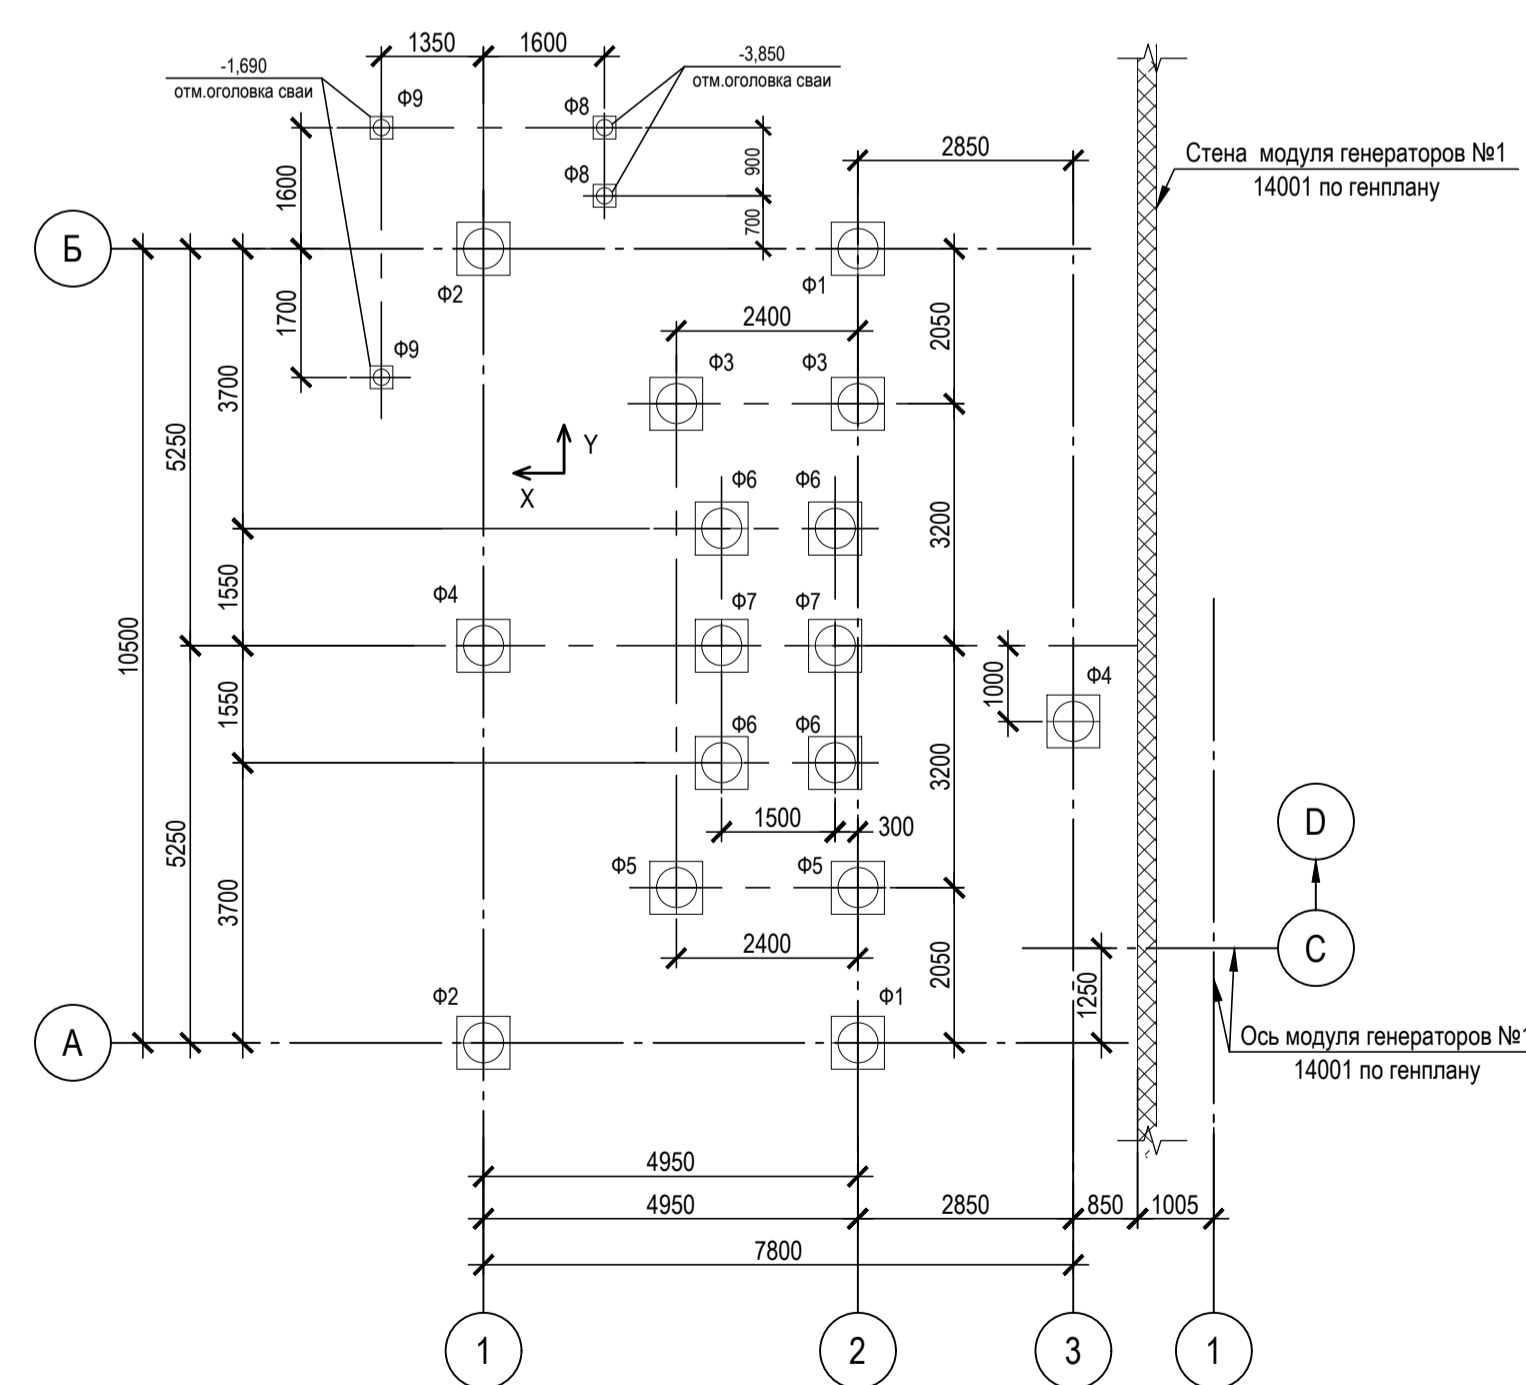 1350
1600
-1,690
отм.оголовка сваи
-3,850
отм.оголовка сваи
Ф9
Ф8
2850
Стена модуля генераторов №1
14001 по генплану
900
Ф8
1600
700
Б
Ф2
Ф1
1700
2400
2050
Ф9
Ф3
Ф3
3700
Y
5250
X
Ф6
Ф6
3200
1550
Ф4
Ф7
Ф7
10500
1000
Ф4
1550
Ф6
Ф6
3200
1500
300
D
5250
Ф5
Ф5
3700
2400
2050
C
1250
Ф2
Ф1
А
Ось модуля генераторов №1
14001 по генплану
4950
4950
2850
850
1005
7800
1
2
3
1